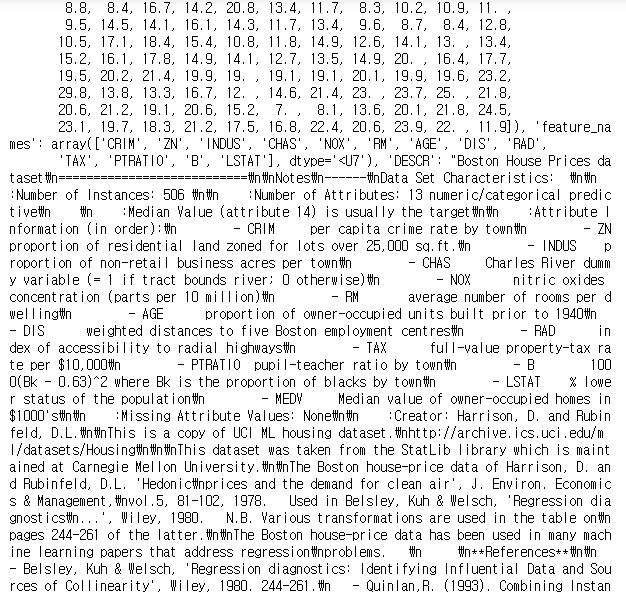 8.8,  8.4, 16.7, 14.2, 20.8, 13.4, 11.7,  8.3, 10.2, 10.9, 11. ,
9.5, 14.5, 14.1, 16.1, 14.3, 11.7, 13.4,  9.6,  8.7,  8.4, 12.8,
10.5, 17.1, 18.4, 15.4, 10.8, 11.8, 14.9, 12.6, 14.1, 13. , 13.4,
15.2, 16.1, 17.8, 14.9, 14.1, 12.7, 13.5, 14.9, 20. , 16.4, 17.7,
19.5, 20.2, 21.4, 19.9, 19. , 19.1, 19.1, 20.1, 19.9, 19.6, 23.2,
29.8, 13.8, 13.3, 16.7, 12. , 14.6, 21.4, 23. , 23.7, 25. , 21.8,
20.6, 21.2, 19.1, 20.6, 15.2,  7. ,  8.1, 13.6, 20.1, 21.8, 24.5,
23.1, 19.7, 18.3, 21.2, 17.5, 16.8, 22.4, 20.6, 23.9, 22. , 11.9]), 'feature_na
mes': array(['CRIM', 'ZN', 'INDUS', 'CHAS', 'NOX', 'RM', 'AGE', 'DIS', 'RAD',
'TAX', 'PTRATIO', 'B', 'LSTAT'], dtype='<U7'), 'DESCR': "Boston House Prices da
taset₩n===========================₩n₩nNotes₩n------₩nData Set Characteristics:  ₩n₩n
:Number of Instances: 506 ₩n₩n    :Number of Attributes: 13 numeric/categorical predic
tive₩n    ₩n    :Median Value (attribute 14) is usually the target₩n₩n    :Attribute I
nformation (in order):₩n        - CRIM     per capita crime rate by town₩n        - ZN
proportion of residential land zoned for lots over 25,000 sq.ft.₩n        - INDUS    p
roportion of non-retail business acres per town₩n        - CHAS     Charles River dumm
y variable (= 1 if tract bounds river; 0 otherwise)₩n        - NOX      nitric oxides
concentration (parts per 10 million)₩n        - RM       average number of rooms per d
welling₩n        - AGE      proportion of owner-occupied units built prior to 1940₩n
- DIS      weighted distances to five Boston employment centres₩n        - RAD      in
dex of accessibility to radial highways₩n        - TAX      full-value property-tax ra
te per $10,000₩n        - PTRATIO  pupil-teacher ratio by town₩n        - B        100
0(Bk - 0.63)^2 where Bk is the proportion of blacks by town₩n        - LSTAT    % lowe
r status of the population₩n        - MEDV     Median value of owner-occupied homes in
$1000's₩n₩n    :Missing Attribute Values: None₩n₩n    :Creator: Harrison, D. and Rubin
feld, D.L.₩n₩nThis is a copy of UCI ML housing dataset.₩nhttp://archive.ics.uci.edu/m
l/datasets/Housing₩n₩n₩nThis dataset was taken from the StatLib library which is maint
ained at Carnegie Mellon University.₩n₩nThe Boston house-price data of Harrison, D. an
d Rubinfeld, D.L. 'Hedonic₩nprices and the demand for clean air', J. Environ. Economic
s & Management,₩nvol.5, 81-102, 1978.   Used in Belsley, Kuh & Welsch, 'Regression dia
gnostics₩n...', Wiley, 1980.   N.B. Various transformations are used in the table on₩n
pages 244-261 of the latter.₩n₩nThe Boston house-price data has been used in many mach
ine learning papers that address regression₩nproblems.   ₩n     ₩n**References**₩n₩n
- Belsley, Kuh & Welsch, 'Regression diagnostics: Identifying Influential Data and Sou
rces of Collinearity', Wiley, 1980. 244-261.₩n   - Quinlan,R. (1993). Combining Instan